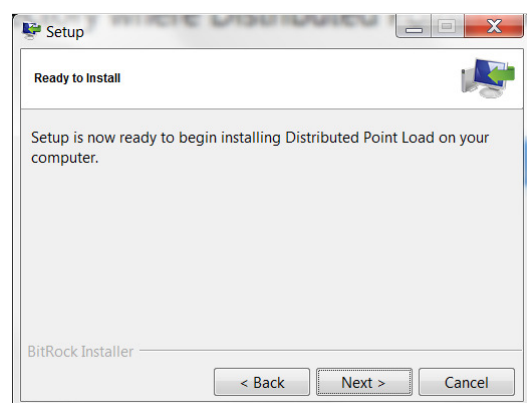 Setup
Ready to Install
Setup is now ready to begin installing Distributed Point Load on your
computer.
BitRock Installer
< Back
Next >
Cancel